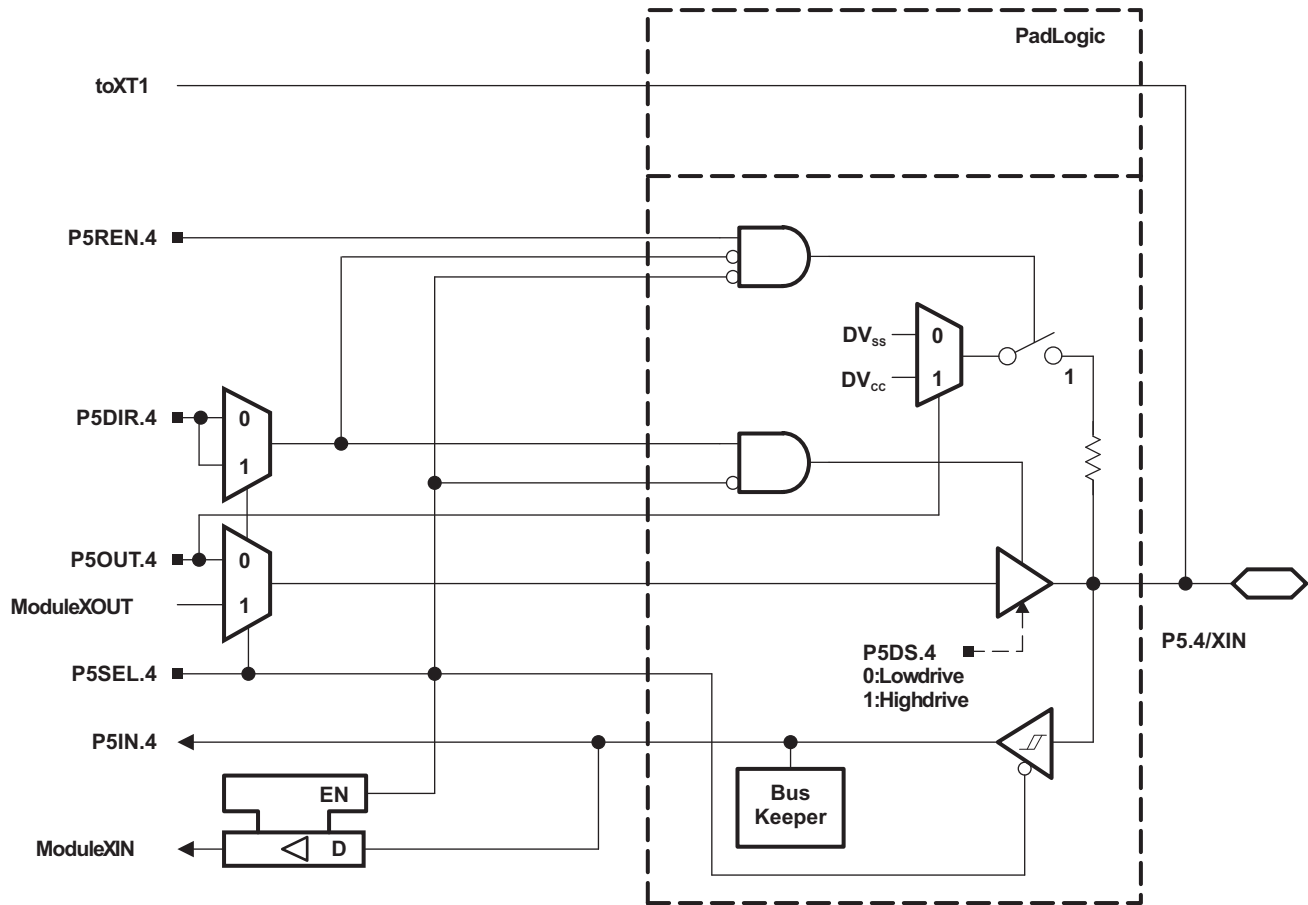 PadLogic
toXT1
P5REN.4
DVSS
0
DVCC
1
1
P5DIR.4
0
1
P5OUT.4
0
ModuleXOUT
1
P5.4/XIN
P5SEL.4
P5DS.4
0:Lowdrive
1:Highdrive
P5IN.4
EN
Bus
Keeper
ModuleXIN
D